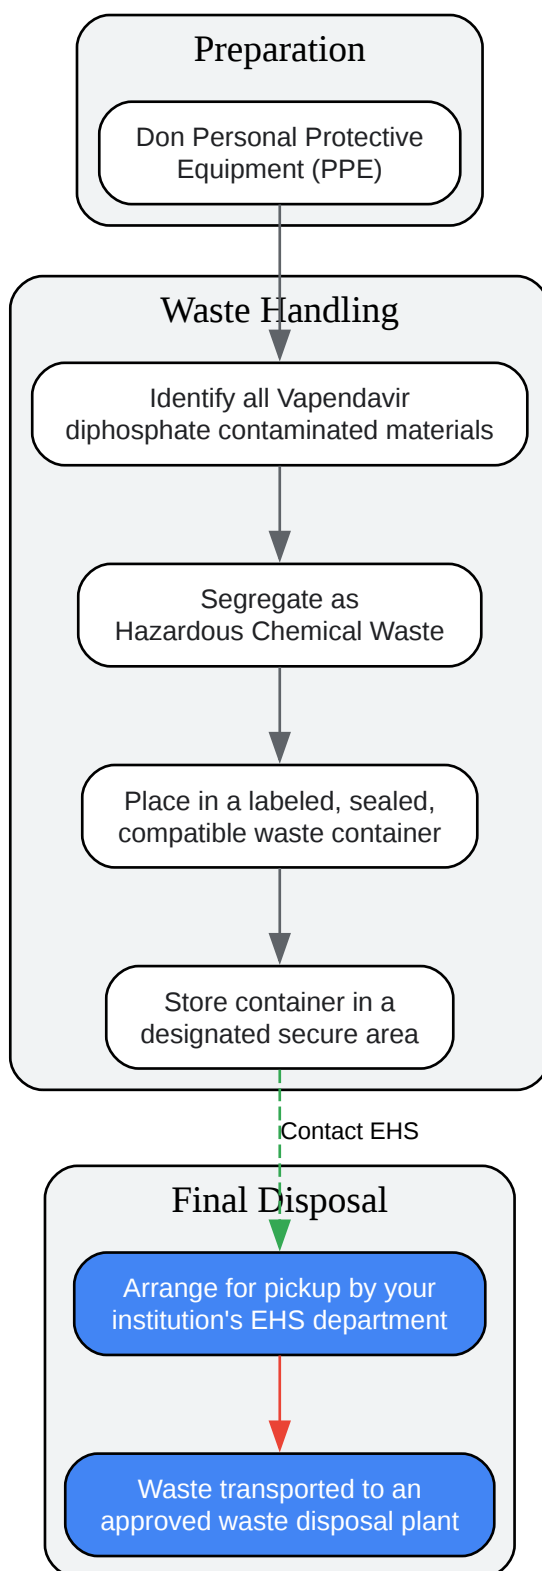 Preparation
Don Personal Protective
Equipment (PPE)
Waste Handling
Identify all Vapendavir
diphosphate contaminated materials
Segregate as
Hazardous Chemical Waste
Place in a labeled, sealed,
compatible waste container
Store container in a
designated secure area
Contact EHS
Final Disposal
Arrange for pickup by your
institution's EHS department
Waste transported to an
approved waste disposal plant